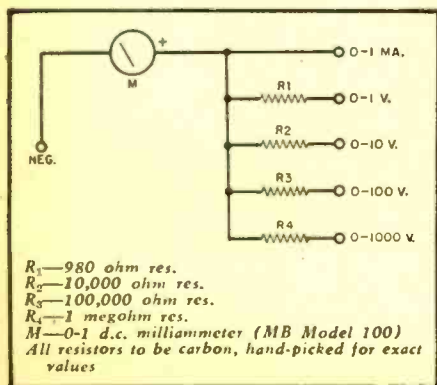 +
M
NEG.
0-1 MA.
R1
0-1 V.
R2
0-10 V.
R3
0-100 V.
R4
0-1000 V.
R1—980 ohm res.
R2—10,000 ohm res.
R3—100,000 ohm res.
R4—1 megohm res.
M—0-1 d.c. milliammeter (MB Model 100)
All resistors to be carbon, hand-picked for exact
values